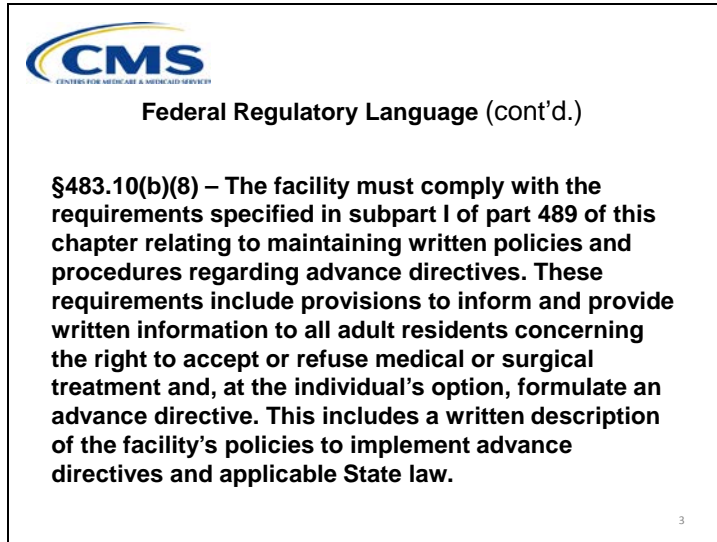 CMS
CENTERS FOR MEDICARE & MEDICAID SERVICES
Federal Regulatory Language (cont’d.)
§483.10(b)(8) – The facility must comply with the
requirements specified in subpart I of part 489 of this
chapter relating to maintaining written policies and
procedures regarding advance directives. These
requirements include provisions to inform and provide
written information to all adult residents concerning
the right to accept or refuse medical or surgical
treatment and, at the individual’s option, formulate an
advance directive. This includes a written description
of the facility’s policies to implement advance
directives and applicable State law.
3